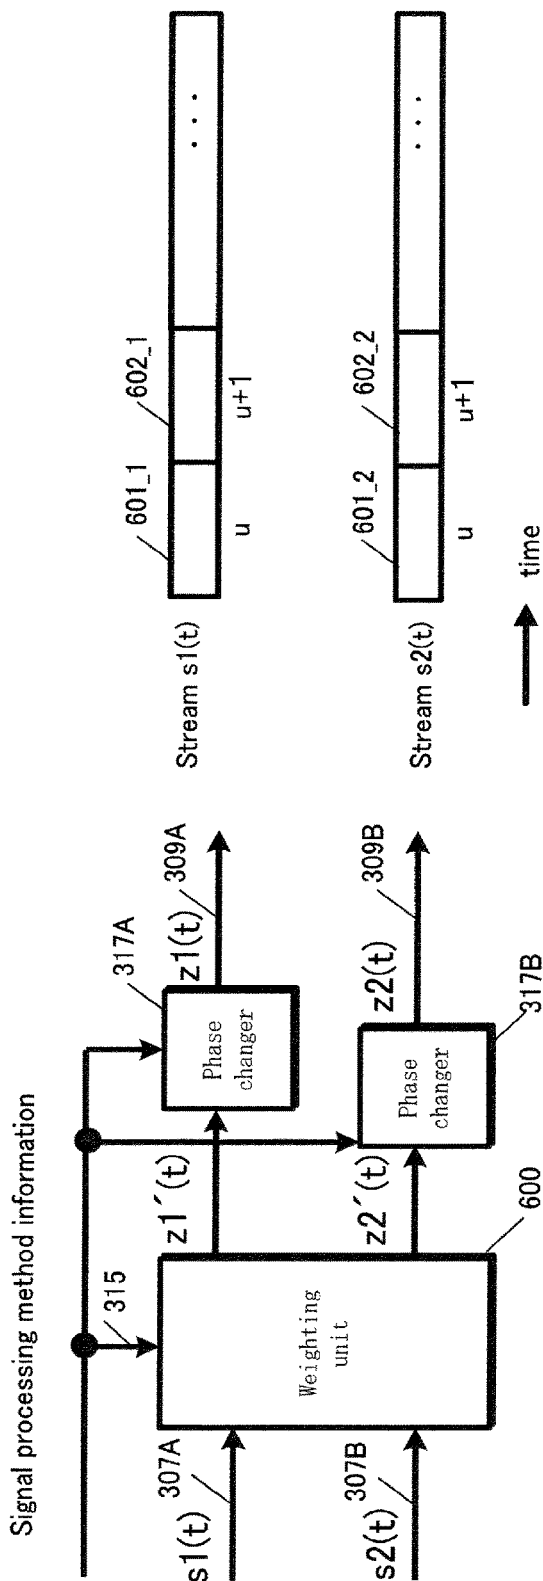 Signal processing method information
315
s1(t)
307A
s2(t)
307B
Weighting
unit
600
z1´(t)
z2´(t)
317A
Phase
changer
z1(t)
309A
Phase
changer
317B
z2(t)
309B
Stream s1(t)
601_1
602_1
. . .
u
u+1
Stream s2(t)
601_2
602_2
. . .
u
u+1
time